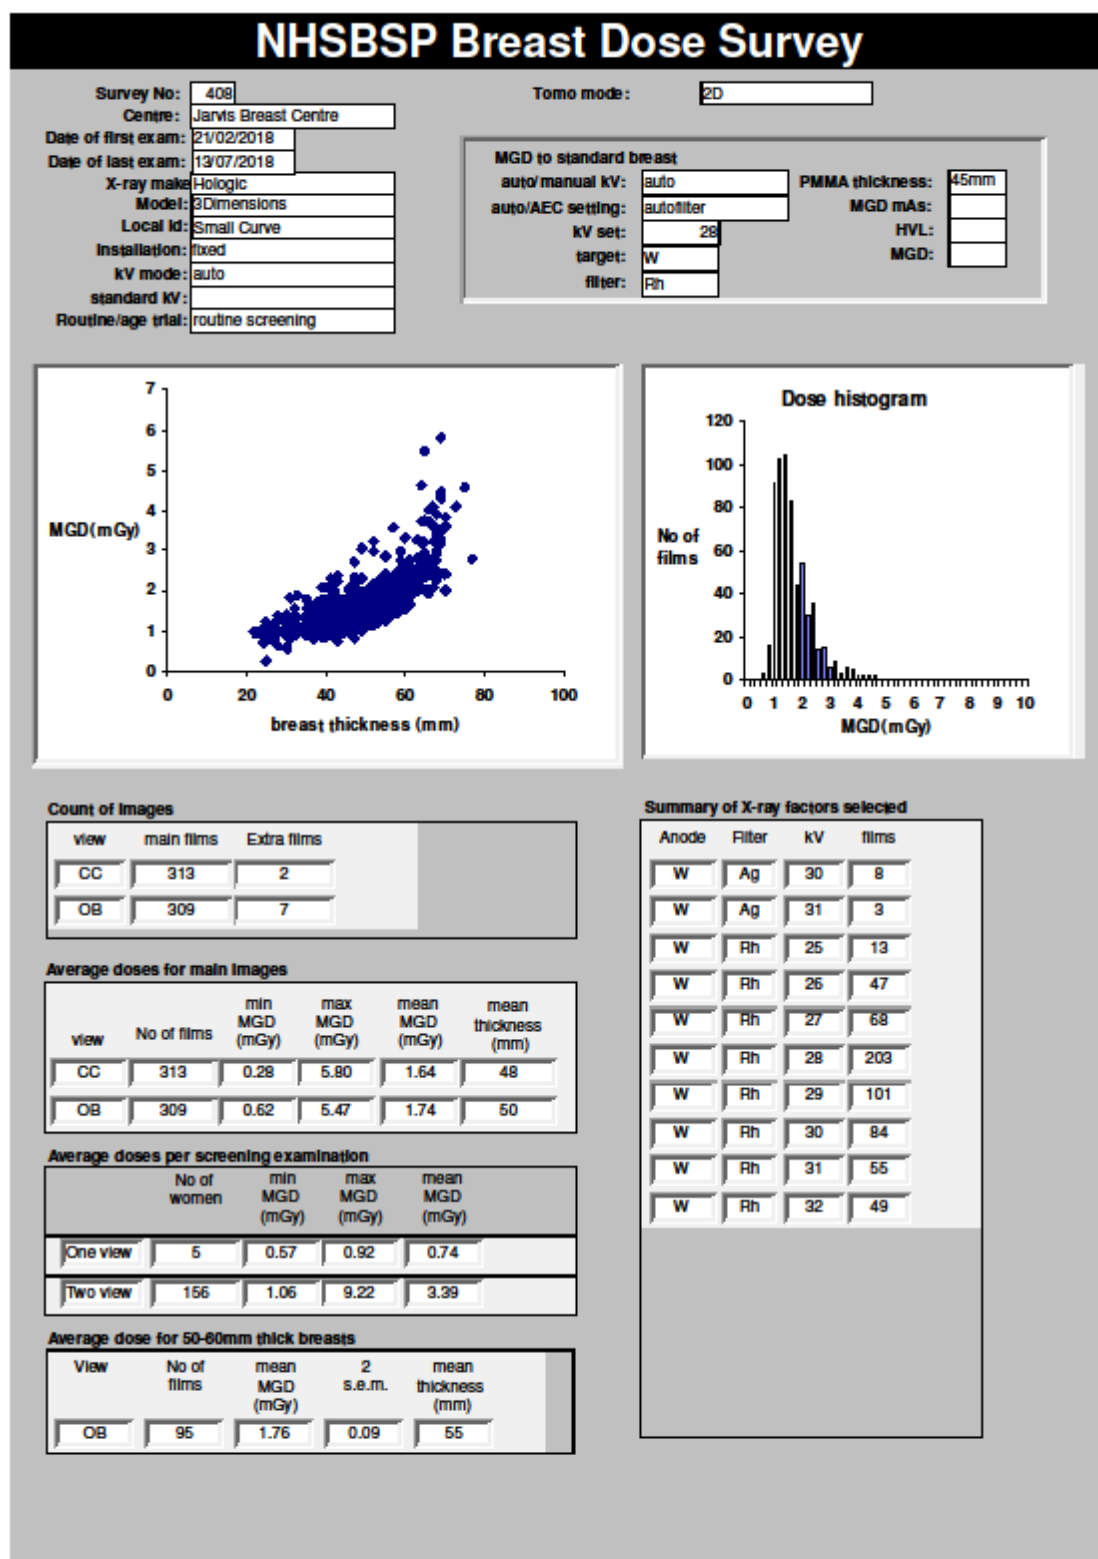 NHSBSP Breast Dose Survey
Survey No: 408
Centre: Jarvis Breast Centre
Date of first exam: 21/02/2018
Date of last exam: 13/07/2018
X-ray make Hologic
Model: 3Dimensions
Local id: Small Curve
Installation: fixed
kV mode: auto
standard kV:
Routine/age trial: routine screening
Tomo mode: 2D
MGD to standard breast
auto/manual kV: auto
auto/AEC setting: autofilter
kV set: 28
target: W
filter: Rh
PMMA thickness: 45mm
MGD mAs:
HVL:
MGD:
7
6
5
4
3
2
1
0
MGD(mGy)
0 20 40 60 80 100
breast thickness (mm)
Dose histogram
120
100
80
60
40
20
0
No of
films
0 1 2 3 4 5 6 7 8 9 10
MGD(mGy)
Count of Images
view main films Extra films
CC 313 2
OB 309 7
Average doses for main Images
view No of films min MGD (mGy) max MGD (mGy) mean MGD (mGy) mean thickness (mm)
CC 313 0.28 5.80 1.64 48
OB 309 0.62 5.47 1.74 50
Average doses per screening examination
No of women min MGD (mGy) max MGD (mGy) mean MGD (mGy)
One view 5 0.57 0.92 0.74
Two view 156 1.06 9.22 3.39
Average dose for 50-60mm thick breasts
View No of films mean MGD (mGy) 2 s.e.m. mean thickness (mm)
OB 95 1.76 0.09 55
Summary of X-ray factors selected
Anode Filter kV films
W Ag 30 8
W Ag 31 3
W Rh 25 13
W Rh 26 47
W Rh 27 68
W Rh 28 203
W Rh 29 101
W Rh 30 84
W Rh 31 55
W Rh 32 49